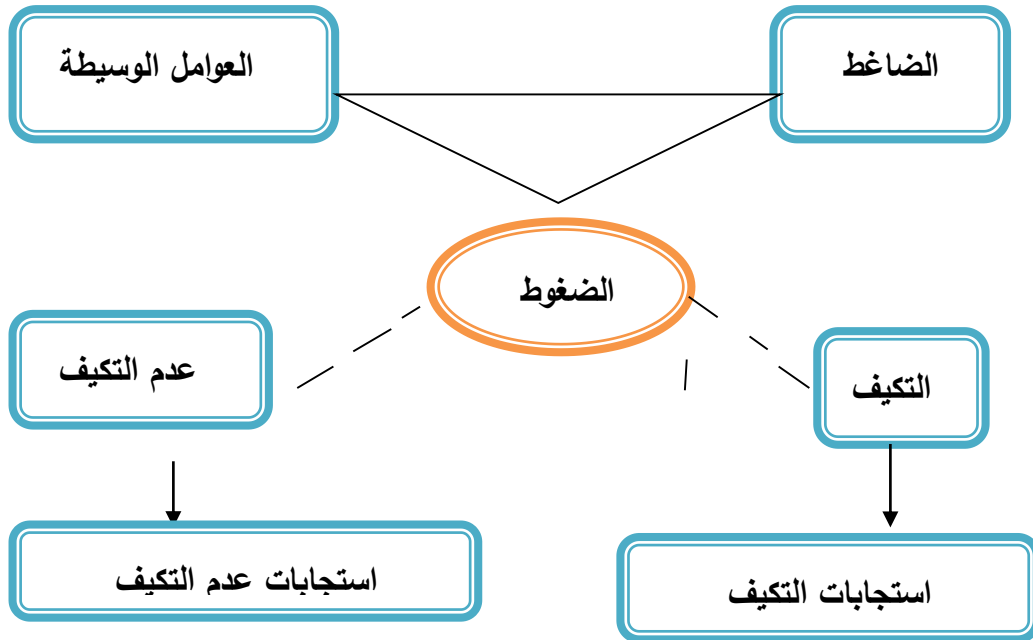 الضاغط
العوامل الوسيطة
الضغوط
التكيف
عدم التكيف
استجابات التكيف
استجابات عدم التكيف